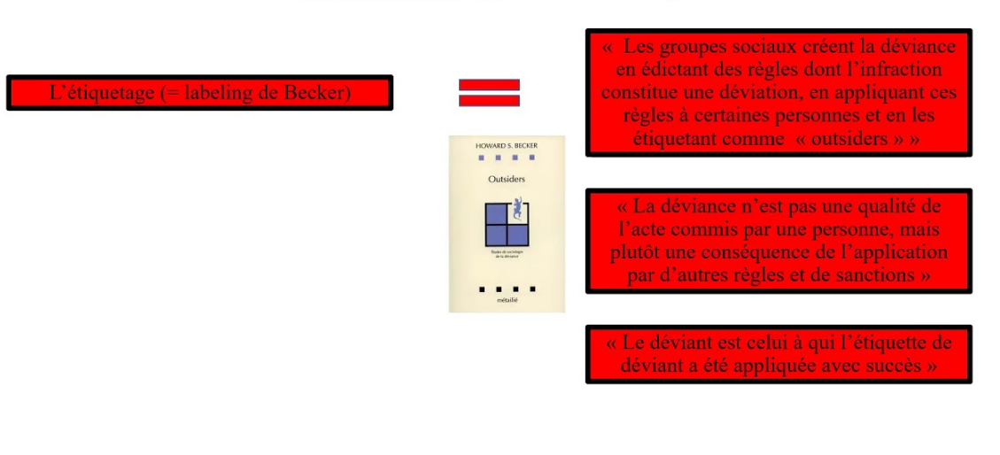 L’étiquetage (= labeling de Becker)
« Les groupes sociaux créent la déviance
en édictant des règles dont l’infraction
constitue une déviation, en appliquant ces
règles à certaines personnes et en les
étiquetant comme « outsiders » »
HOWARD S. BECKER
Outsiders
Études de sociologie
de la déviance
métailié
« La déviance n’est pas une qualité de
l’acte commis par une personne, mais
plutôt une conséquence de l’application
par d’autres règles et de sanctions »
« Le déviant est celui à qui l’étiquette de
déviant a été appliquée avec succès »